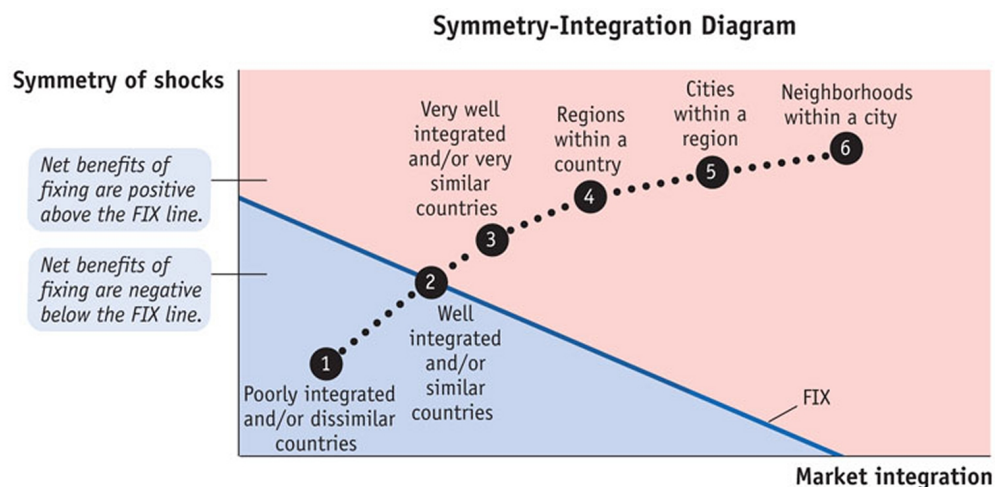 Symmetry-Integration Diagram
Symmetry of shocks
Net benefits of
fixing are positive
above the FIX line.
Net benefits of
fixing are negative
below the FIX line.
Very well
integrated
and/or very
similar
countries
Regions
within a
country
Cities
within a
region
Neighborhoods
within a city
6
5
4
3
2
1
Well
integrated
and/or
similar
countries
Poorly integrated
and/or dissimilar
countries
FIX
Market integration